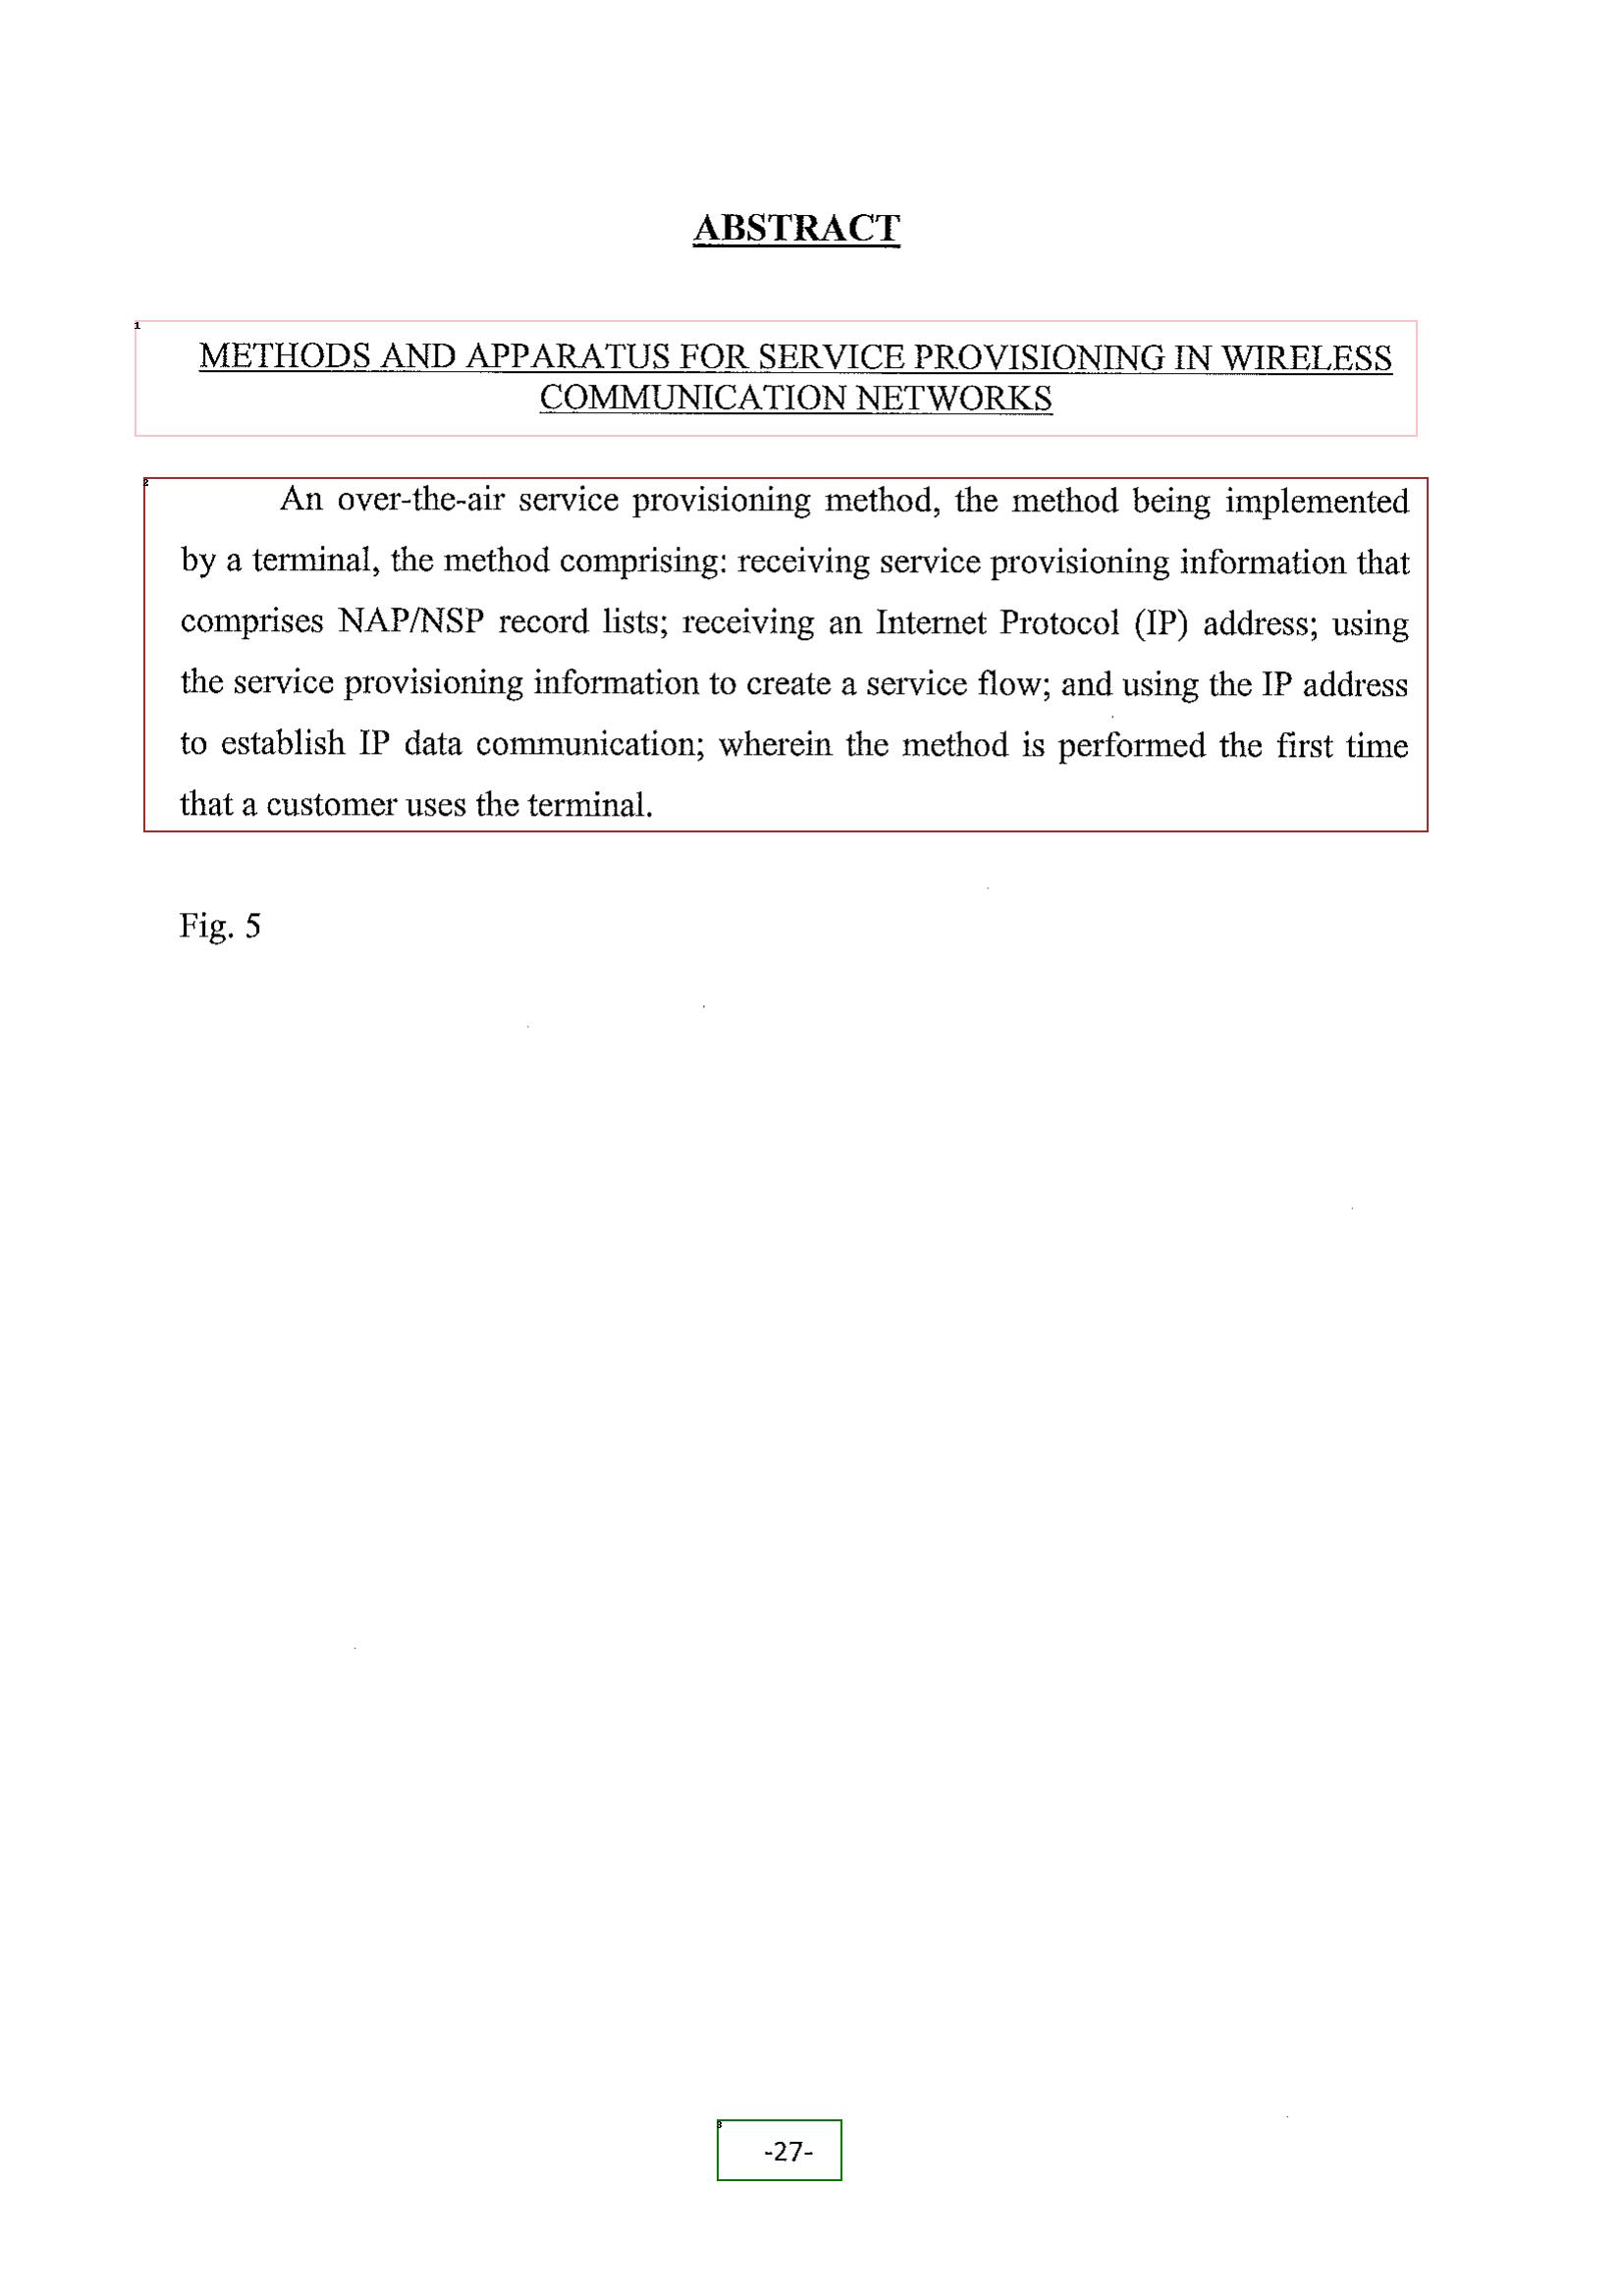 ABSTRACT
1
METHODS AND APPARATUS FOR SERVICE PROVISIONING IN WIRELESS
COMMUNICATION NETWORKS
2
An over-the-air service provisioning method, the method being implemented
by a terminal, the method comprising: receiving service provisioning information that
comprises NAP/NSP record lists; receiving an Internet Protocol (IP) address; using
the service provisioning information to create a service flow; and using the IP address
to establish IP data communication; wherein the method is performed the first time
that a customer uses the terminal.
Fig. 5
3
-27-